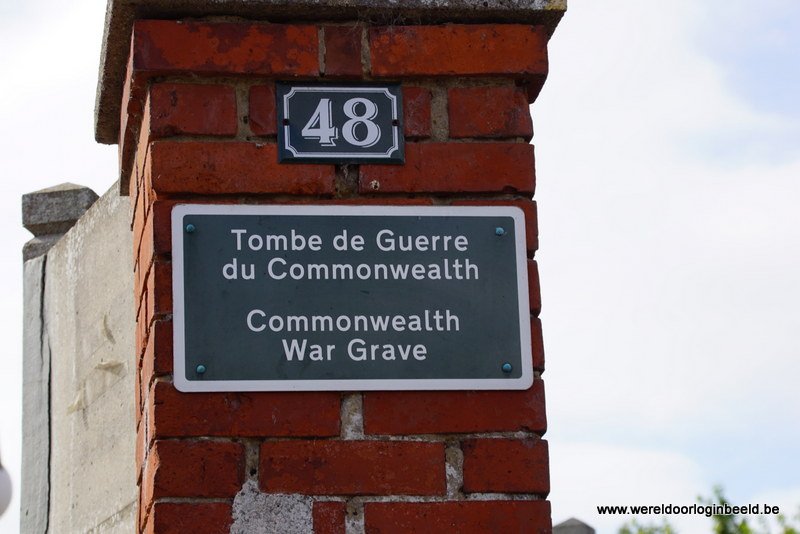 48
Tombe de Guerre
du Commonwealth
Commonwealth
War Grave
www.wereldoorloginbeeld.be